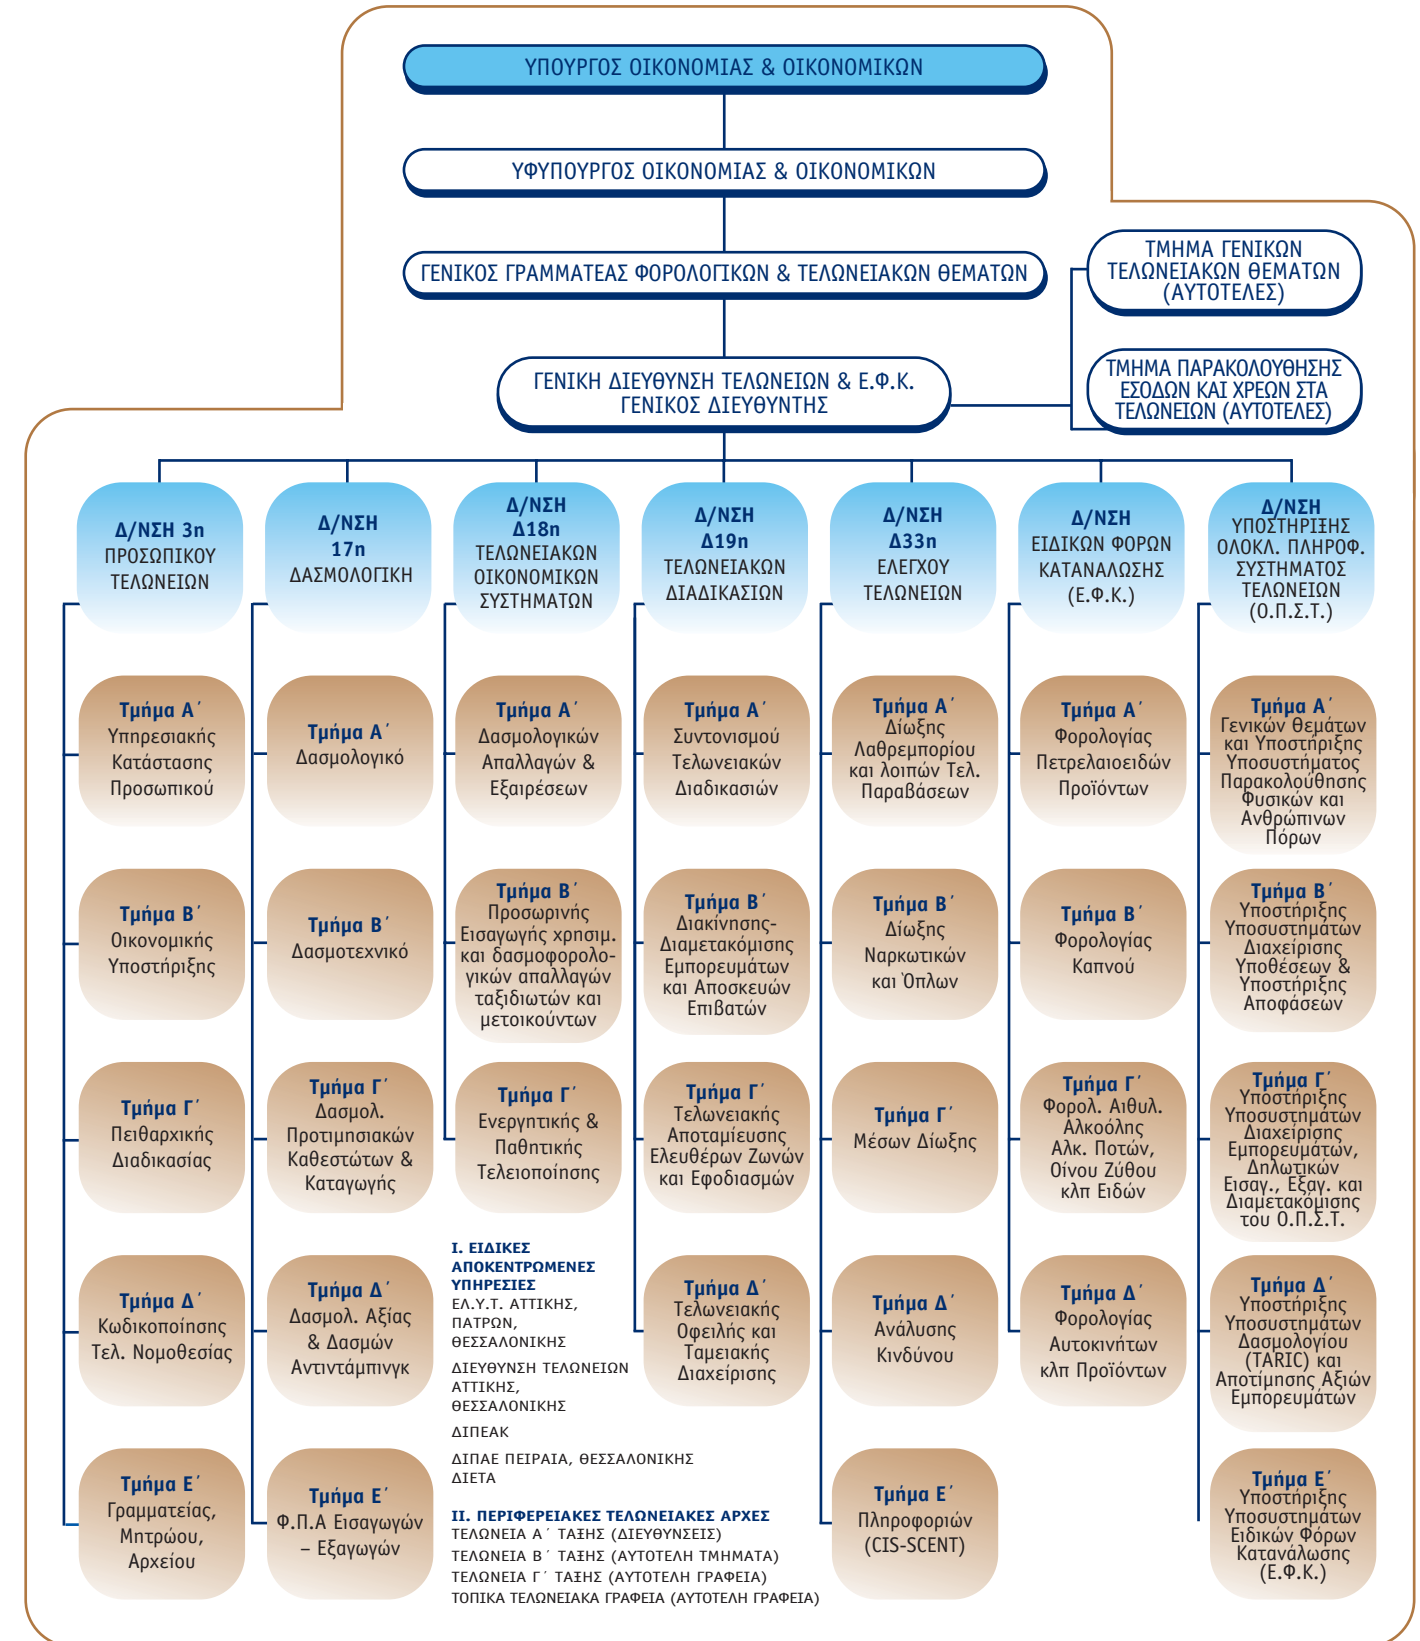 ΥΠΟΥΡΓΟΣ ΟΙΚΟΝΟΜΙΑΣ & ΟΙΚΟΝΟΜΙΚΩΝ
ΥΦΥΠΟΥΡΓΟΣ ΟΙΚΟΝΟΜΙΑΣ & ΟΙΚΟΝΟΜΙΚΩΝ
ΓΕΝΙΚΟΣ ΓΡΑΜΜΑΤΕΑΣ ΦΟΡΟΛΟΓΙΚΩΝ & ΤΕΛΩΝΕΙΑΚΩΝ ΘΕΜΑΤΩΝ
ΤΜΗΜΑ ΓΕΝΙΚΩΝ
ΤΕΛΩΝΕΙΑΚΩΝ ΘΕΜΑΤΩΝ
(ΑΥΤΟΤΕΛΕΣ)
ΓΕΝΙΚΗ ΔΙΕΥΘΥΝΣΗ ΤΕΛΩΝΕΙΩΝ & Ε.Φ.Κ.
ΓΕΝΙΚΟΣ ΔΙΕΥΘΥΝΤΗΣ
ΤΜΗΜΑ ΠΑΡΑΚΟΛΟΥΘΗΣΗΣ
ΕΣΟΔΩΝ ΚΑΙ ΧΡΕΩΝ ΣΤΑ
ΤΕΛΩΝΕΙΩΝ (ΑΥΤΟΤΕΛΕΣ)
Δ/ΝΣΗ 3η
ΠΡΟΣΩΠΙΚΟΥ
ΤΕΛΩΝΕΙΩΝ
Τμήμα Α΄
Υπηρεσιακής
Κατάστασης
Προσωπικού
Τμήμα Β΄
Οικονομικής
Υποστήριξης
Τμήμα Γ΄
Πειθαρχικής
Διαδικασίας
Τμήμα Δ΄
Κωδικοποίησης
Τελ. Νομοθεσίας
Τμήμα Ε΄
Γραμματείας,
Μητρώου,
Αρχείου
Δ/ΝΣΗ
17η
ΔΑΣΜΟΛΟΓΙΚΗ
Τμήμα Α΄
Δασμολογικό
Τμήμα Β΄
Δασμοτεχνικό
Τμήμα Γ΄
Δασμολ.
Προτιμησιακών
Καθεστώτων &
Καταγωγής
Τμήμα Δ΄
Δασμολ. Αξίας
& Δασμών
Αντιντάμπινγκ
Τμήμα Ε΄
Φ.Π.Α Εισαγωγών
– Εξαγωγών
Δ/ΝΣΗ
Δ18η
ΤΕΛΩΝΕΙΑΚΩΝ
ΟΙΚΟΝΟΜΙΚΩΝ
ΣΥΣΤΗΜΑΤΩΝ
Τμήμα Α΄
Δασμολογικών
Απαλλαγών &
Εξαιρέσεων
Τμήμα Β΄
Προσωρινής
Εισαγωγής χρησιμ.
και δασμοφορολο-
γικών απαλλαγών
ταξιδιωτών και
μετοικούντων
Τμήμα Γ΄
Ενεργητικής &
Παθητικής
Τελειοποίησης
Ι. ΕΙΔΙΚΕΣ
ΑΠΟΚΕΝΤΡΩΜΕΝΕΣ
ΥΠΗΡΕΣΙΕΣ
ΕΛ.Υ.Τ. ΑΤΤΙΚΗΣ,
ΠΑΤΡΩΝ,
ΘΕΣΣΑΛΟΝΙΚΗΣ
ΔΙΕΥΘΥΝΣΗ ΤΕΛΩΝΕΙΩΝ
ΑΤΤΙΚΗΣ,
ΘΕΣΣΑΛΟΝΙΚΗΣ
ΔΙΠΕΑΚ
ΔΙΠΑΕ ΠΕΙΡΑΙΑ, ΘΕΣΣΑΛΟΝΙΚΗΣ
ΔΙΕΤΑ
ΙΙ. ΠΕΡΙΦΕΡΕΙΑΚΕΣ ΤΕΛΩΝΕΙΑΚΕΣ ΑΡΧΕΣ
ΤΕΛΩΝΕΙΑ Α΄ ΤΑΞΗΣ (ΔΙΕΥΘΥΝΣΕΙΣ)
ΤΕΛΩΝΕΙΑ Β΄ ΤΑΞΗΣ (ΑΥΤΟΤΕΛΗ ΤΜΗΜΑΤΑ)
ΤΕΛΩΝΕΙΑ Γ΄ ΤΑΞΗΣ (ΑΥΤΟΤΕΛΗ ΓΡΑΦΕΙΑ)
ΤΟΠΙΚΑ ΤΕΛΩΝΕΙΑΚΑ ΓΡΑΦΕΙΑ (ΑΥΤΟΤΕΛΗ ΓΡΑΦΕΙΑ)
Δ/ΝΣΗ
Δ19η
ΤΕΛΩΝΕΙΑΚΩΝ
ΔΙΑΔΙΚΑΣΙΩΝ
Τμήμα Α΄
Συντονισμού
Τελωνειακών
Διαδικασιών
Τμήμα Β΄
Διακίνησης-
Διαμετακόμισης
Εμπορευμάτων
και Αποσκευών
Επιβατών
Τμήμα Γ΄
Τελωνειακής
Αποταμίευσης
Ελευθέρων Ζωνών
και Εφοδιασμών
Τμήμα Δ΄
Τελωνειακής
Οφειλής και
Ταμειακής
Διαχείρισης
Δ/ΝΣΗ
Δ33η
ΕΛΕΓΧΟΥ
ΤΕΛΩΝΕΙΩΝ
Τμήμα Α΄
Δίωξης
Λαθρεμπορίου
και λοιπών Τελ.
Παραβάσεων
Τμήμα Β΄
Δίωξης
Ναρκωτικών
και Όπλων
Τμήμα Γ΄
Μέσων Δίωξης
Τμήμα Δ΄
Ανάλυσης
Κινδύνου
Τμήμα Ε΄
Πληροφοριών
(CIS-SCENT)
Δ/ΝΣΗ
ΕΙΔΙΚΩΝ ΦΟΡΩΝ
ΚΑΤΑΝΑΛΩΣΗΣ
(Ε.Φ.Κ.)
Τμήμα Α΄
Φορολογίας
Πετρελαιοειδών
Προϊόντων
Τμήμα Β΄
Φορολογίας
Καπνού
Τμήμα Γ΄
Φορολ. Αιθυλ.
Αλκοόλης
Αλκ. Ποτών,
Οίνου Ζύθου
κλπ Ειδών
Τμήμα Δ΄
Φορολογίας
Αυτοκινήτων
κλπ Προϊόντων
Δ/ΝΣΗ
ΥΠΟΣΤΗΡΙΞΗΣ
ΟΛΟΚΛ. ΠΛΗΡΟΦ.
ΣΥΣΤΗΜΑΤΟΣ
ΤΕΛΩΝΕΙΩΝ
(Ο.Π.Σ.Τ.)
Τμήμα Α΄
Γενικών Θεμάτων
και Υποστήριξης
Υποσυστήματος
Παρακολούθησης
Φυσικών και
Ανθρώπινων
Πόρων
Τμήμα Β΄
Υποστήριξης
Υποσυστημάτων
Διαχείρισης
Υποθέσεων &
Υποστήριξης
Αποφάσεων
Τμήμα Γ΄
Υποστήριξης
Υποσυστημάτων
Διαχείρισης
Εμπορευμάτων,
Δηλωτικών
Εισαγ., Εξαγ. και
Διαμετακόμισης
του Ο.Π.Σ.Τ.
Τμήμα Δ΄
Υποστήριξης
Υποσυστημάτων
Δασμολογίου
(TARIC) και
Αποτίμησης Αξιών
Εμπορευμάτων
Τμήμα Ε΄
Υποστήριξης
Υποσυστημάτων
Ειδικών Φόρων
Κατανάλωσης
(Ε.Φ.Κ.)